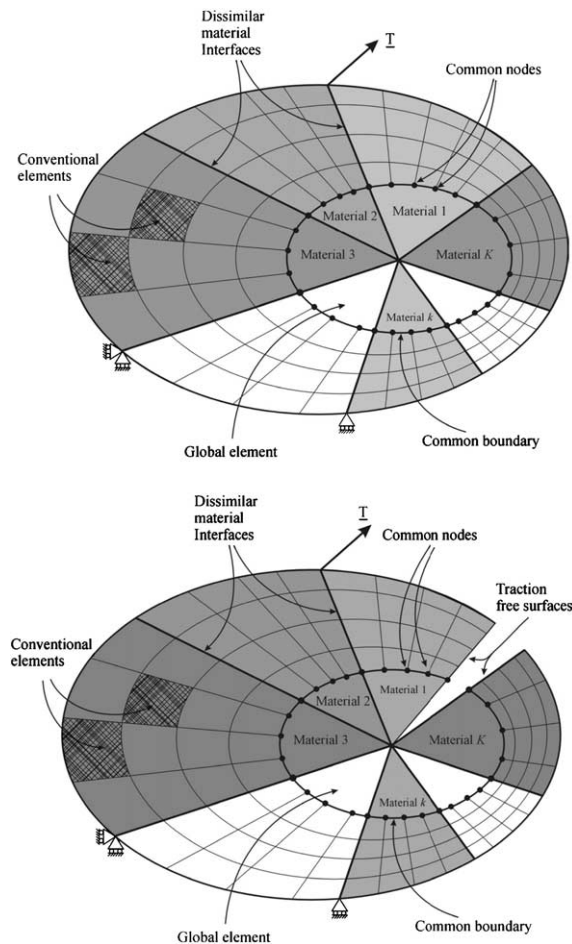 Dissimilar
material
Interfaces
T
Common nodes
Conventional
elements
Material 2
Material 1
Material 3
Material K
Material k
Global element
Common boundary
Dissimilar
material
Interfaces
T
Common nodes
Traction
free surfaces
Conventional
elements
Material 1
Material 2
Material 3
Material K
Material k
Global element
Common boundary